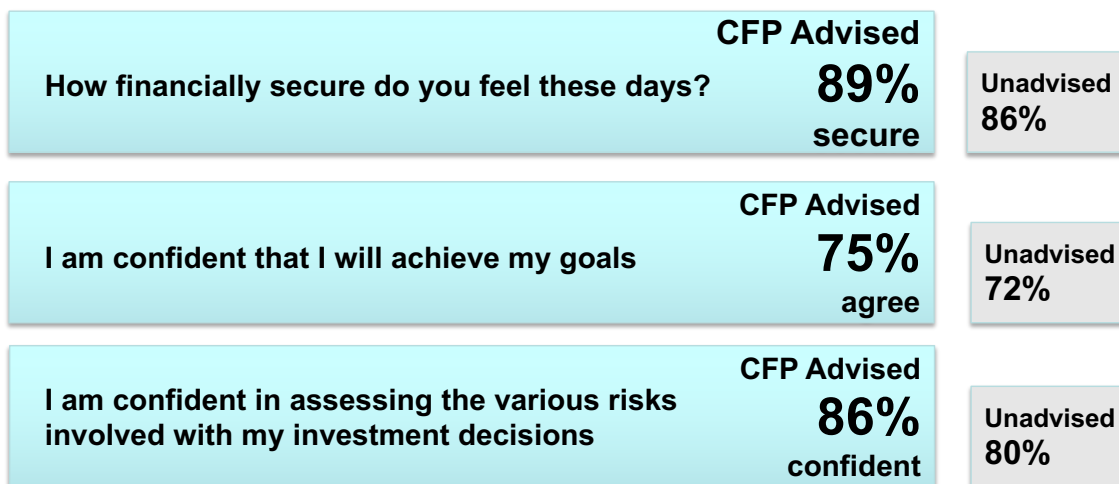 CFP Advised
How financially secure do you feel these days?
89%
secure
Unadvised
86%
CFP Advised
I am confident that I will achieve my goals
75%
agree
Unadvised
72%
CFP Advised
I am confident in assessing the various risks
involved with my investment decisions
86%
confident
Unadvised
80%